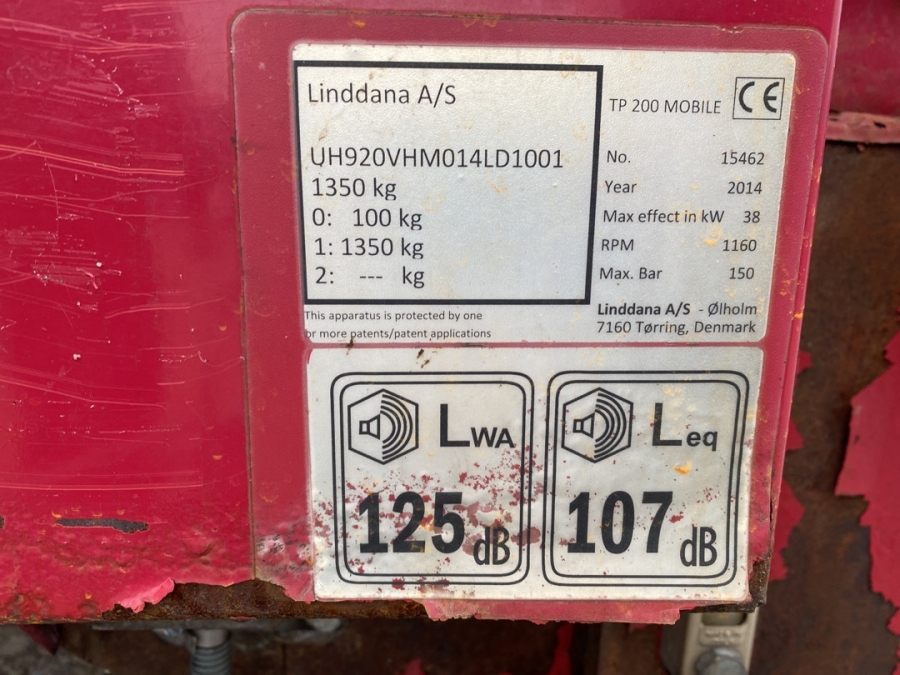 Linddana A/S
UH920VHM014LD1001
1350 kg
0: 100 kg
1: 1350 kg
2: --- kg
This apparatus is protected by one
or more patents/patent applications
TP 200 MOBILE CE
No. 15462
Year 2014
Max effect in kW 38
RPM 1160
Max. Bar 150
Linddana A/S - Ølholm
7160 Tørring, Denmark
LWA
125 dB
Leq
107 dB